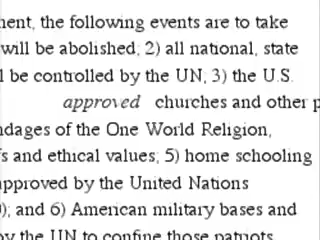 ent, the following events are to take
will be abolished; 2) all national, state
be controlled by the UN; 3) the U.S.
approved churches and other
ndages of the One World Religion,
s and ethical values; 5) home schooling
pproved by the United Nations
); and 6) American military bases and
by the UN to confine those patriots